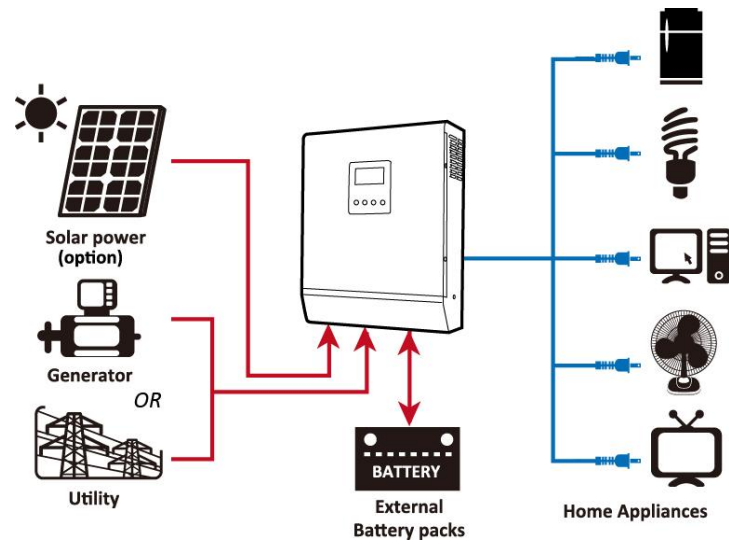 Solar power
(option)
Generator
OR
Utility
BATTERY
External
Battery packs
Home Appliances